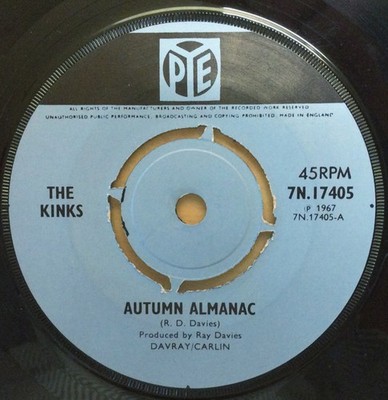 PYE
ALL RIGHTS OF THE MANUFACTURERS AND OWNER OF THE RECORDED WORK RESERVED
UNAUTHORISED PUBLIC PERFORMANCE, BROADCASTING AND COPYING PROHIBITED. MADE IN ENGLAND
THE
KINKS
45RPM
7N.17405
℗ 1967
7N.17405-A
AUTUMN ALMANAC
(R. D. Davies)
Produced by Ray Davies
DAVRAY/CARLIN